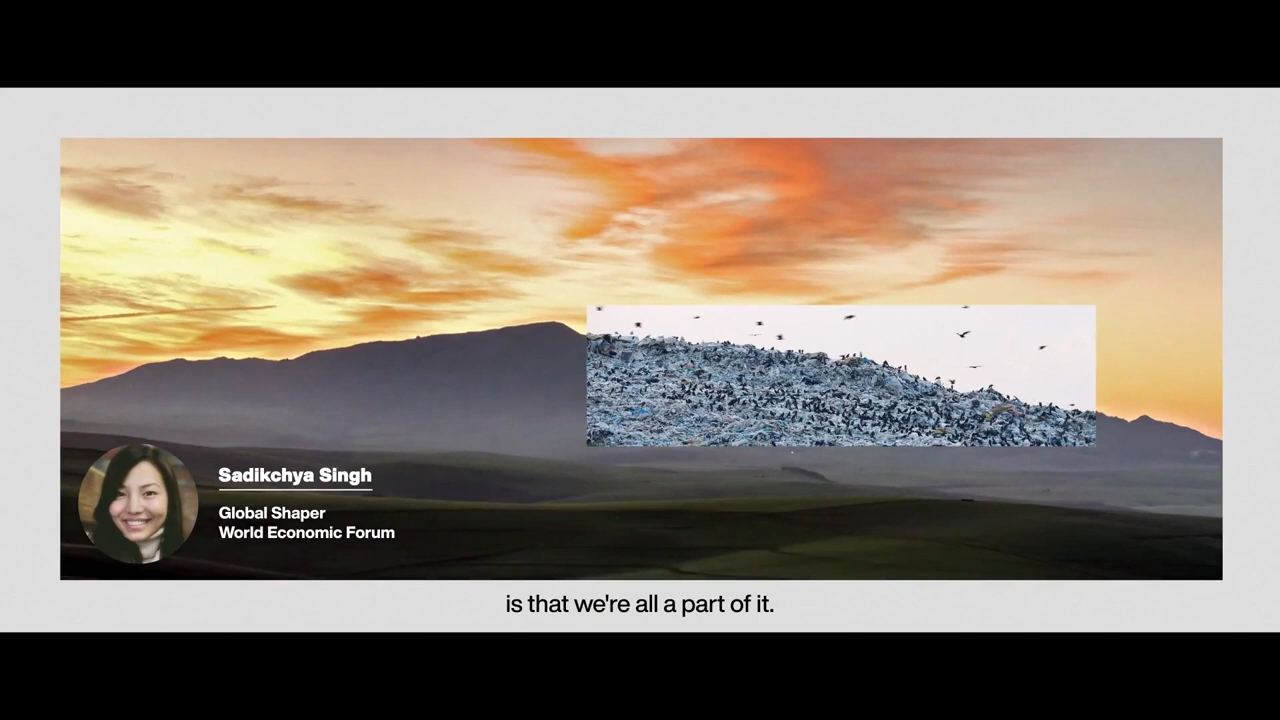 Sadikchya Singh
Global Shaper
World Economic Forum
is that we're all a part of it.